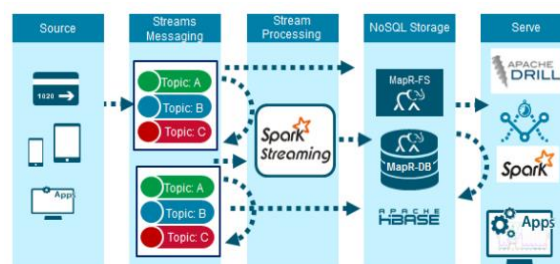 Source
Streams
Messaging
Stream
Processing
NoSQL Storage
Serve
1020
Apps
Topic: A
Topic: B
Topic: C
Topic: A
Topic: B
Topic: C
Spark
Streaming
MapR-FS
MapR-DB
APACHE
HBASE
APACHE
DRILL
Spark
Apps